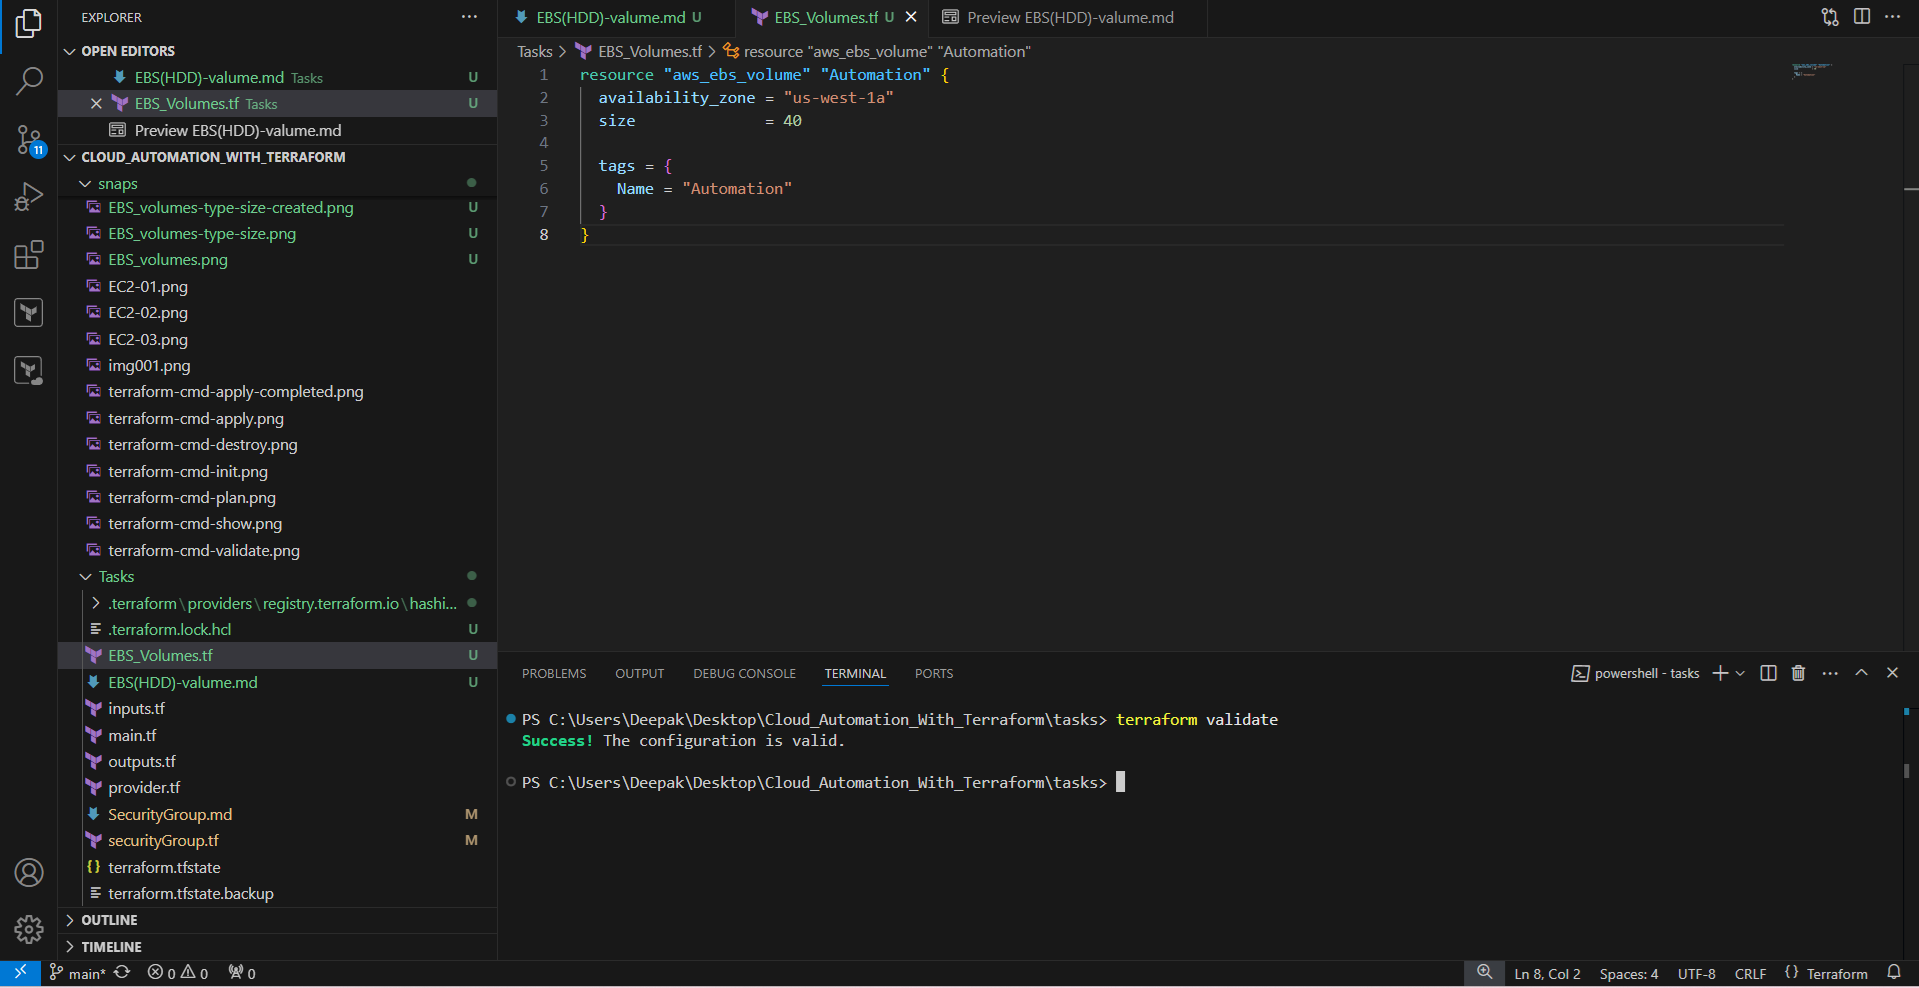 EXPLORER
OPEN EDITORS
EBS(HDD)-valume.md Tasks U
EBS_Volumes.tf Tasks U
Preview EBS(HDD)-valume.md
11
CLOUD_AUTOMATION_WITH_TERRAFORM
snaps
EBS_volumes-type-size-created.png U
EBS_volumes-type-size.png U
EBS_volumes.png U
EC2-01.png
EC2-02.png
EC2-03.png
img001.png
terraform-cmd-apply-completed.png
terraform-cmd-apply.png
terraform-cmd-destroy.png
terraform-cmd-init.png
terraform-cmd-plan.png
terraform-cmd-show.png
terraform-cmd-validate.png
Tasks
.terraform\providers\registry.terraform.io\hashi...
.terraform.lock.hcl U
EBS_Volumes.tf U
EBS(HDD)-valume.md U
inputs.tf
main.tf
outputs.tf
provider.tf
SecurityGroup.md M
securityGroup.tf M
terraform.tfstate
terraform.tfstate.backup
OUTLINE
TIMELINE
EBS(HDD)-valume.md U EBS_Volumes.tf U Preview EBS(HDD)-valume.md
Tasks > EBS_Volumes.tf > resource "aws_ebs_volume" "Automation"
1 resource "aws_ebs_volume" "Automation" {
2 availability_zone = "us-west-1a"
3 size = 40
4
5 tags = {
6 Name = "Automation"
7 }
8 }
PROBLEMS OUTPUT DEBUG CONSOLE TERMINAL PORTS powershell - tasks
PS C:\Users\Deepak\Desktop\Cloud_Automation_With_Terraform\tasks> terraform validate
Success! The configuration is valid.
PS C:\Users\Deepak\Desktop\Cloud_Automation_With_Terraform\tasks>
main* 0 0 0 Ln 8, Col 2 Spaces: 4 UTF-8 CRLF {} Terraform